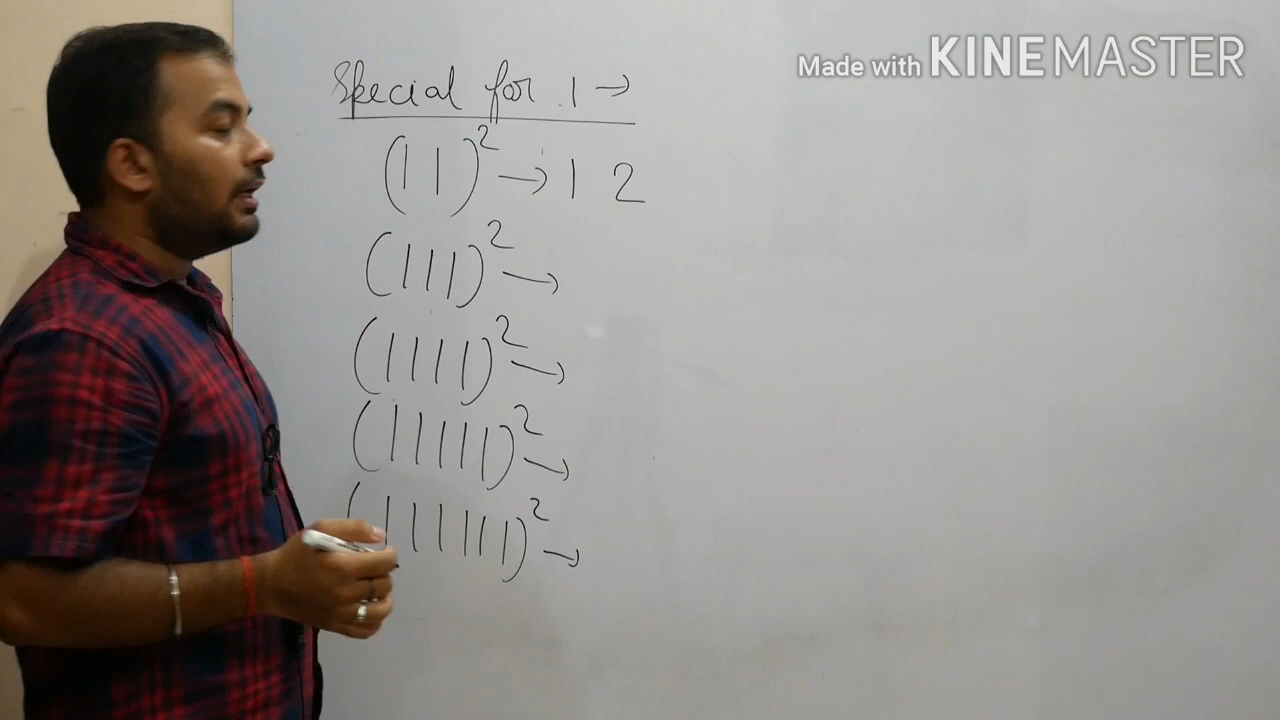 Made with KINEMASTER
Special for 1 →
(11)² → 1 2
(111)² →
(1111)² →
(11111)² →
(111111)² →